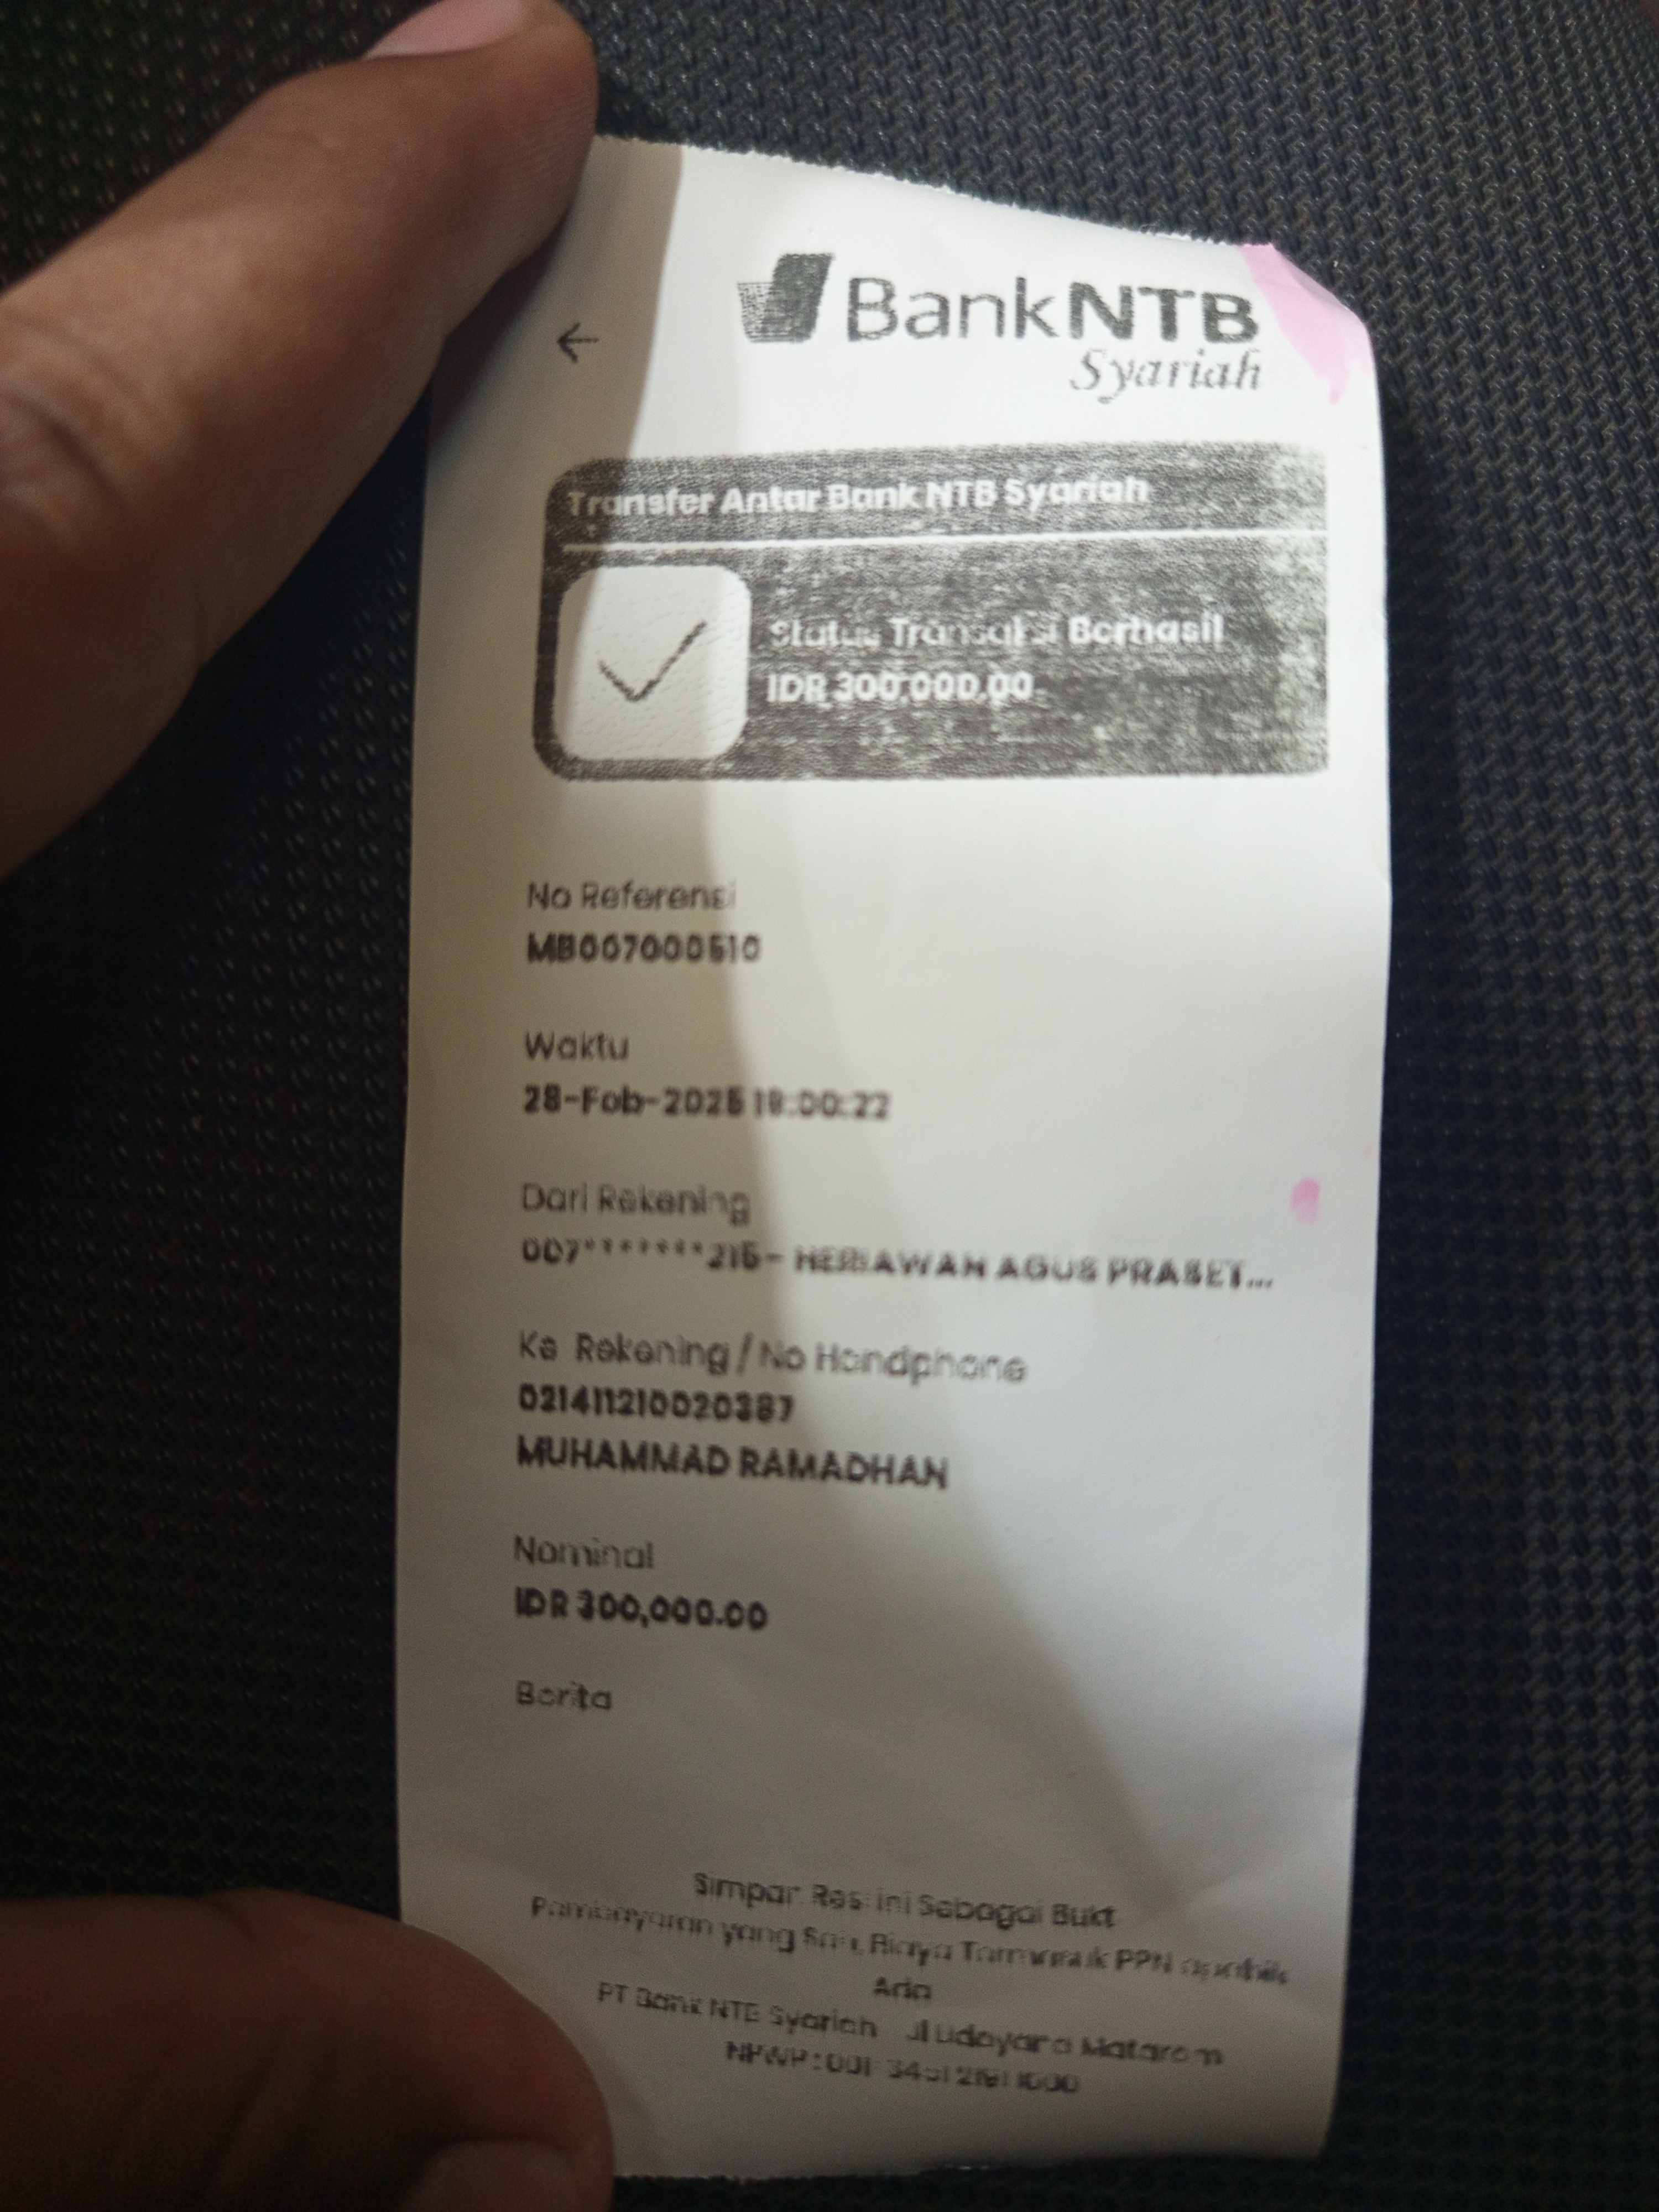 BankNTB
Syariah
Transfer Antar Bank NTB Syariah
Status Transaksi Berhasil
IDR 300,000.00
No Referensi
MB007000510
Waktu
28-Feb-2025 18:00:22
Dari Rekening
007*******215 - HERIAWAN AGUS PRASET...
Ke Rekening / No Handphone
021411210020387
MUHAMMAD RAMADHAN
Nominal
IDR 300,000.00
Berita
Simpan Resi ini Sebagai Bukti
Pembayaran yang Sah, Biaya Termasuk PPN apabila
Ada
PT Bank NTB Syariah Jl Udayana Mataram
NPWP :